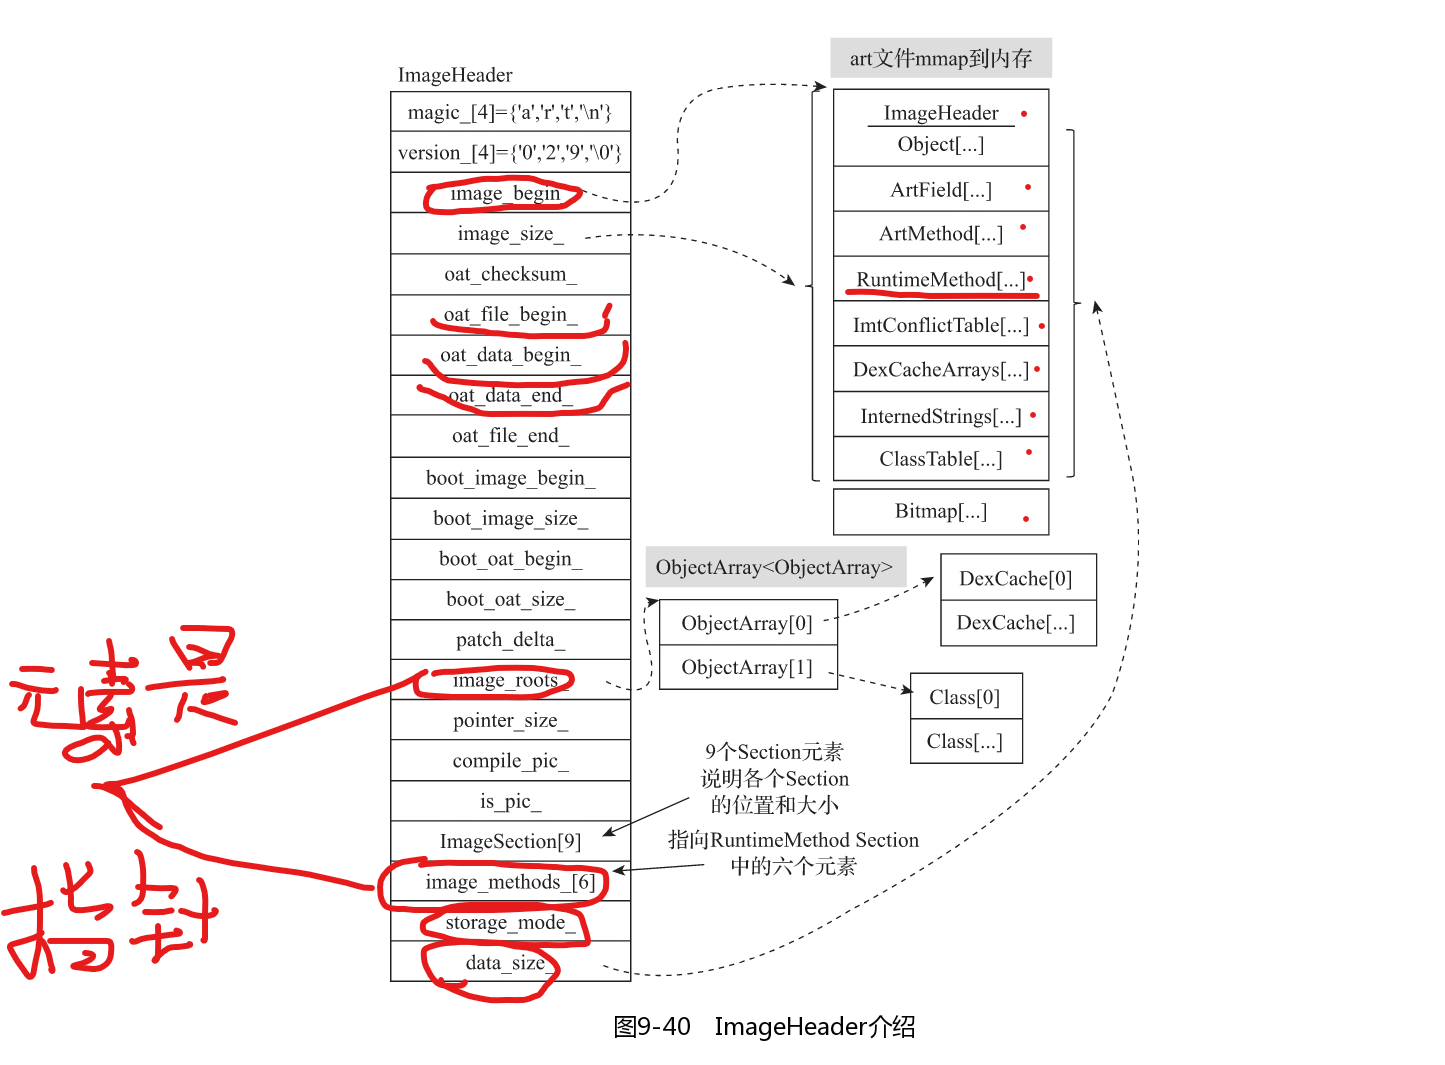 ImageHeader
magic_[4]={'a','r','t','\n'}
version_[4]={'0','2','9','\0'}
image_begin_
image_size_
oat_checksum_
oat_file_begin_
oat_data_begin_
oat_data_end_
oat_file_end_
boot_image_begin_
boot_image_size_
boot_oat_begin_
boot_oat_size_
patch_delta_
image_roots_
pointer_size_
compile_pic_
is_pic_
ImageSection[9]
image_methods_[6]
storage_mode_
data_size_
art文件mmap到内存
ImageHeader
Object[...]
ArtField[...]
ArtMethod[...]
RuntimeMethod[...]
ImtConflictTable[...]
DexCacheArrays[...]
InternedStrings[...]
ClassTable[...]
Bitmap[...]
ObjectArray<ObjectArray>
ObjectArray[0]
ObjectArray[1]
DexCache[0]
DexCache[...]
Class[0]
Class[...]
9个Section元素
说明各个Section
的位置和大小
指向RuntimeMethod Section
中的六个元素
元素是
指针
图9-40 ImageHeader介绍